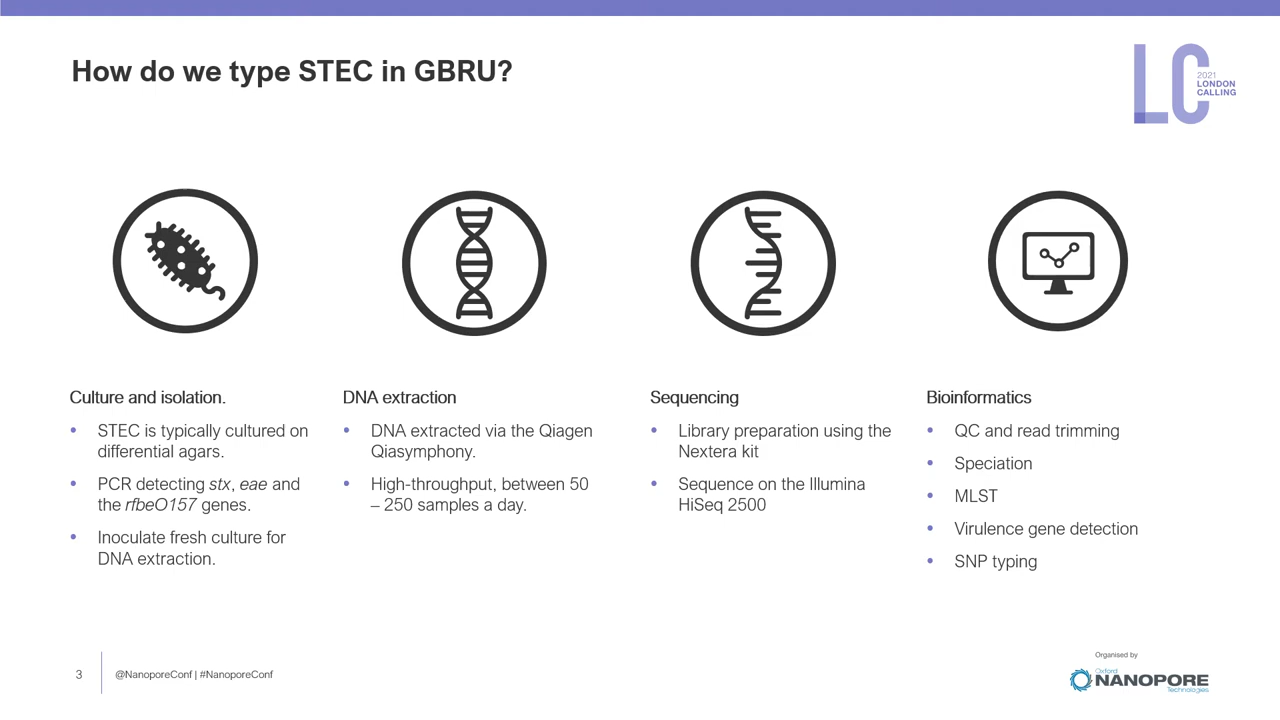 How do we type STEC in GBRU?
LC
2021
LONDON
CALLING
Culture and isolation.
• STEC is typically cultured on
differential agars.
• PCR detecting stx, eae and
the rfbeO157 genes.
• Inoculate fresh culture for
DNA extraction.
DNA extraction
• DNA extracted via the Qiagen
Qiasymphony.
• High-throughput, between 50
– 250 samples a day.
Sequencing
• Library preparation using the
Nextera kit
• Sequence on the Illumina
HiSeq 2500
Bioinformatics
• QC and read trimming
• Speciation
• MLST
• Virulence gene detection
• SNP typing
3
@NanoporeConf | #NanoporeConf
Organised by
Oxford
NANOPORE
Technologies